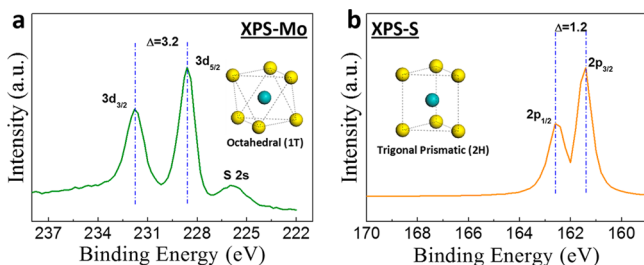 a
XPS-Mo
Δ=3.2
3d5/2
3d3/2
S 2s
Octahedral (1T)
Intensity (a.u.)
237 234 231 228 225 222
Binding Energy (eV)
b
XPS-S
Δ=1.2
2p3/2
2p1/2
Trigonal Prismatic (2H)
Intensity (a.u.)
170 168 166 164 162 160
Binding Energy (eV)